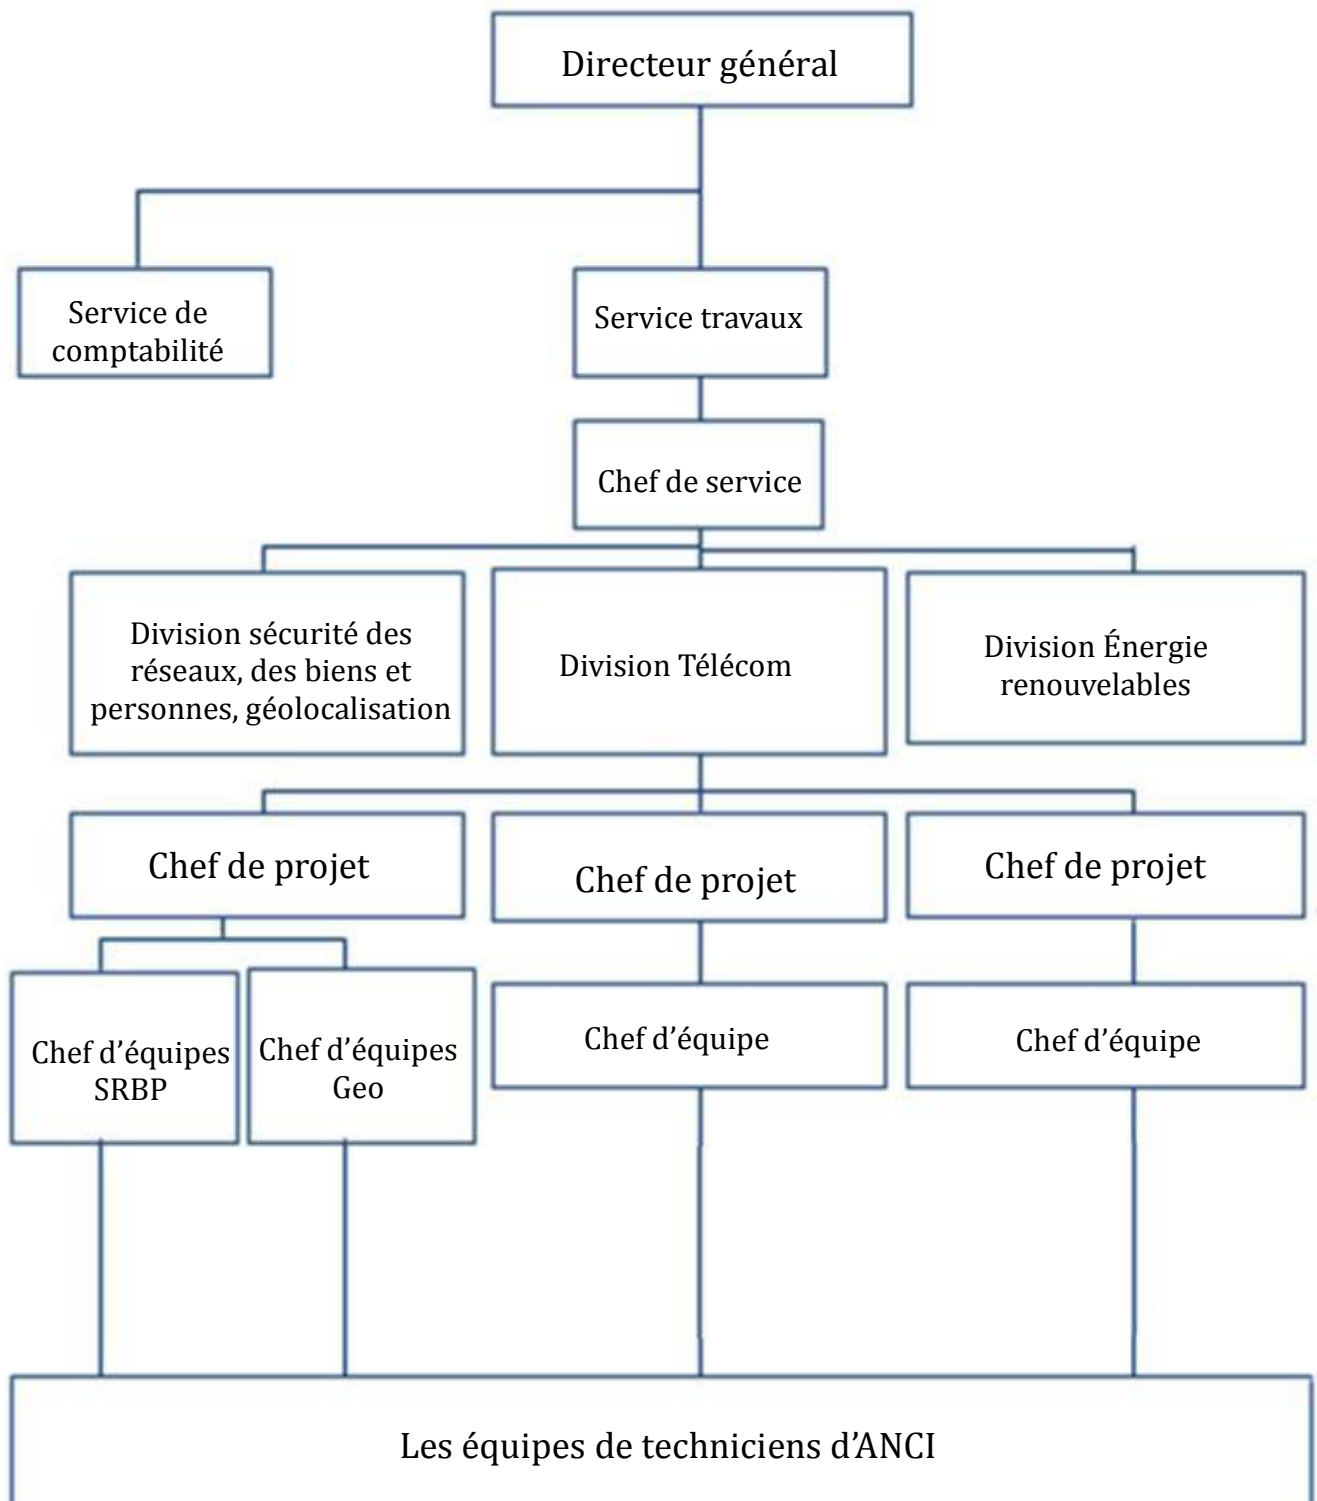 Directeur général
Service de
comptabilité
Service travaux
Chef de service
Division sécurité des
réseaux, des biens et
personnes, géolocalisation
Division Télécom
Division Énergie
renouvelables
Chef de projet
Chef de projet
Chef de projet
Chef d’équipes
SRBP
Chef d’équipes
Geo
Chef d’équipe
Chef d’équipe
Les équipes de techniciens d’ANCI